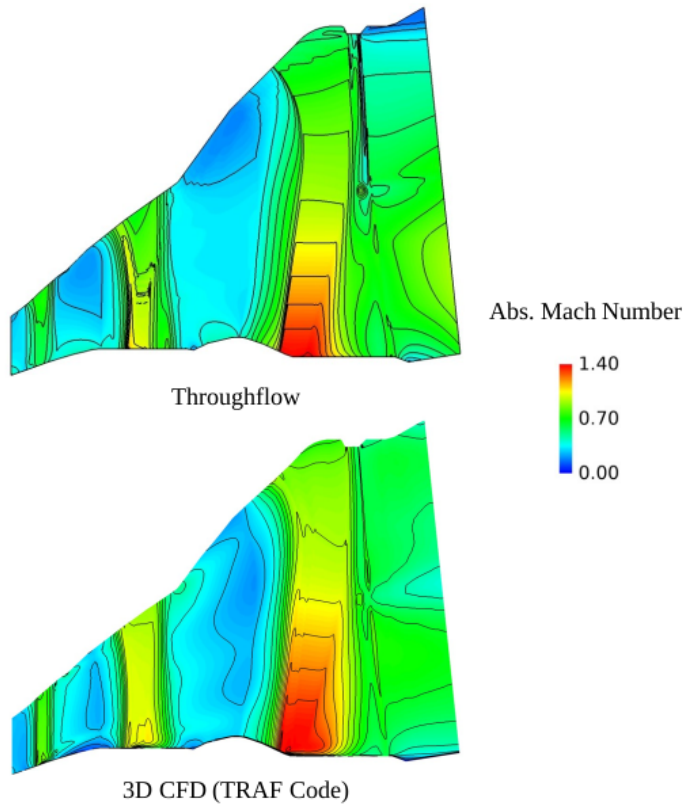 Abs. Mach Number
1.40
0.70
0.00
Throughflow
3D CFD (TRAF Code)